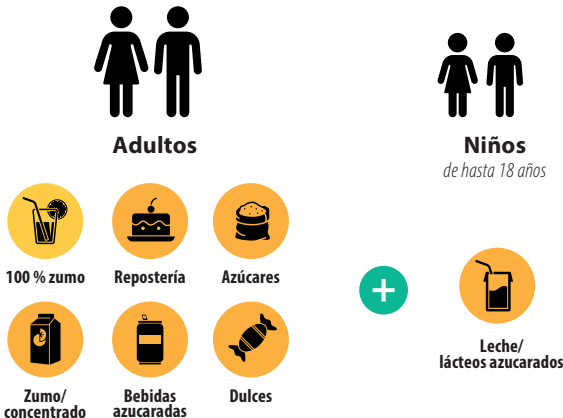 Adultos
Niños
de hasta 18 años
100 % zumo
Repostería
Azúcares
Zumo/
concentrado
Bebidas
azucaradas
Dulces
Leche/
lácteos azucarados